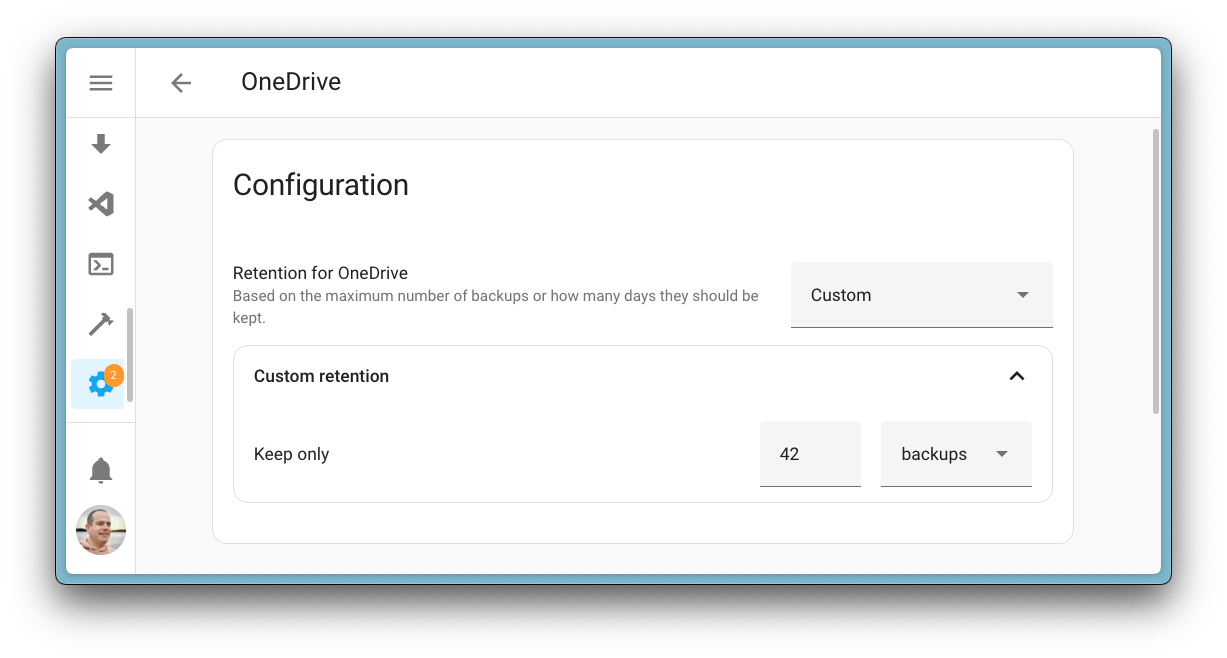 OneDrive
Configuration
Retention for OneDrive
Based on the maximum number of backups or how many days they should be
kept.
Custom
2
Custom retention
Keep only
42
backups